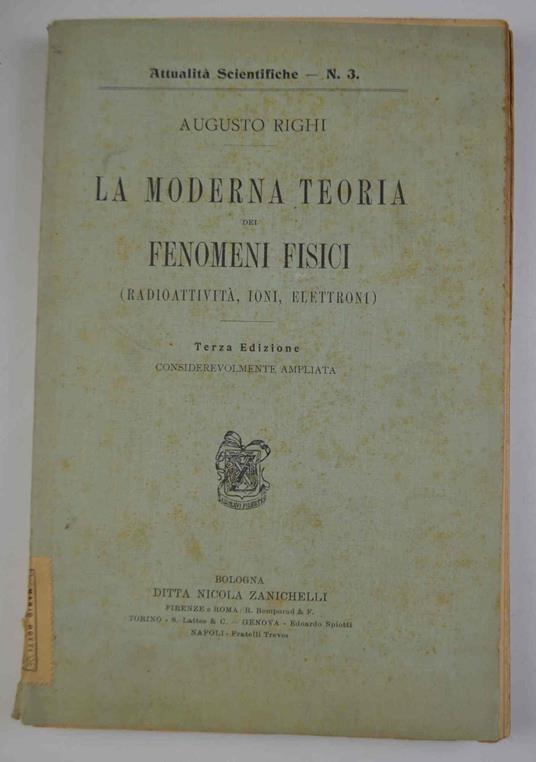 Attualità Scientifiche — N. 3.
AUGUSTO RIGHI
LA MODERNA TEORIA
DEI
FENOMENI FISICI
(RADIOATTIVITÀ, IONI, ELETTRONI)
Terza Edizione
CONSIDEREVOLMENTE AMPLIATA
BOLOGNA
DITTA NICOLA ZANICHELLI
FIRENZE e ROMA: R. Bemporad & F.
TORINO - S. Lattes & C. — GENOVA - Edoardo Spiotti
NAPOLI - Fratelli Treves